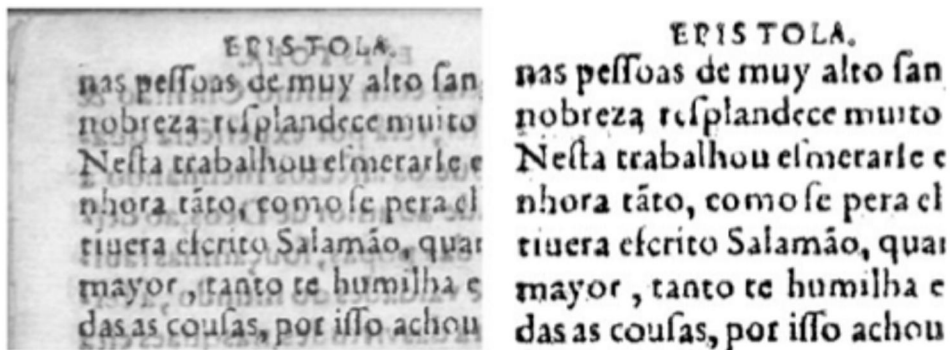 EPISTOLA.
nas peſſoas de muy alto ſan
nobreza reſplandece muito
Neſta trabalhou eſmerarſe e
nhora tãto, como ſe pera el
tiuera eſcrito Salamão, quan
mayor , tanto te humilha e
das as couſas, por iſſo achou
EPISTOLA.
nas peſſoas de muy alto ſan
nobreza reſplandece muito
Neſta trabalhou eſmerarſe e
nhora tãto, como ſe pera el
tiuera eſcrito Salamão, quan
mayor , tanto te humilha e
das as couſas, por iſſo achou